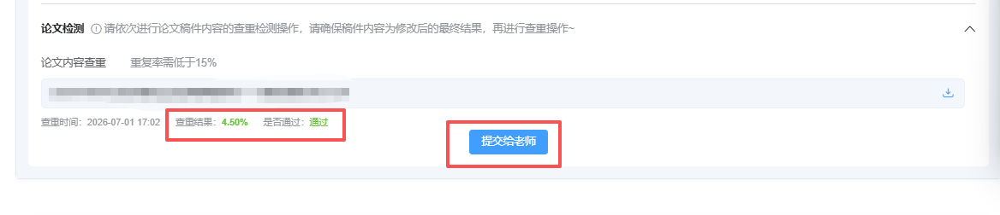 论文检测 请依次进行论文稿件内容的查重检测操作，请确保稿件内容为修改后的最终结果，再进行查重操作~
论文内容查重 重复率需低于15%
查重时间：2026-07-01 17:02 查重结果：4.50% 是否通过：通过
提交给老师